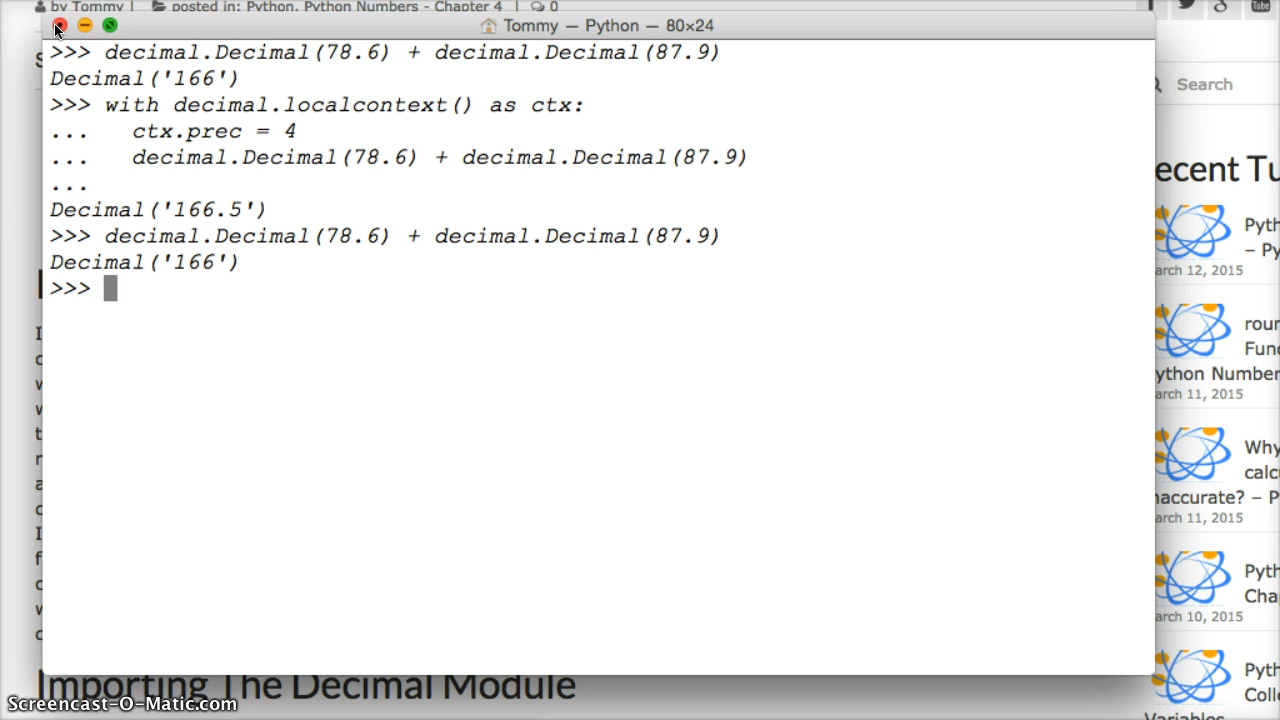 by Tommy | posted in: Python, Python Numbers - Chapter 4 | 0
Tommy — Python — 80×24
>>> decimal.Decimal(78.6) + decimal.Decimal(87.9)
Decimal('166')
>>> with decimal.localcontext() as ctx:
...   ctx.prec = 4
...   decimal.Decimal(78.6) + decimal.Decimal(87.9)
...
Decimal('166.5')
>>> decimal.Decimal(78.6) + decimal.Decimal(87.9)
Decimal('166')
>>>
Importing The Decimal Module
You Tube
Search
ecent Tu
Pyth
– Py
arch 12, 2015
roun
Func
ython Number
arch 11, 2015
Why
calc
naccurate? – P
arch 11, 2015
Pyth
Cha
arch 10, 2015
Pyth
Colle
Variables
Screencast-O-Matic.com